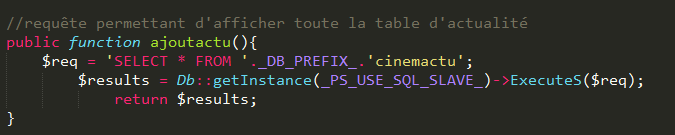 //requête permettant d'afficher toute la table d'actualité
public function ajoutactu(){
$req = 'SELECT * FROM '._DB_PREFIX_.'cinemactu';
$results = Db::getInstance(_PS_USE_SQL_SLAVE_)->ExecuteS($req);
return $results;
}